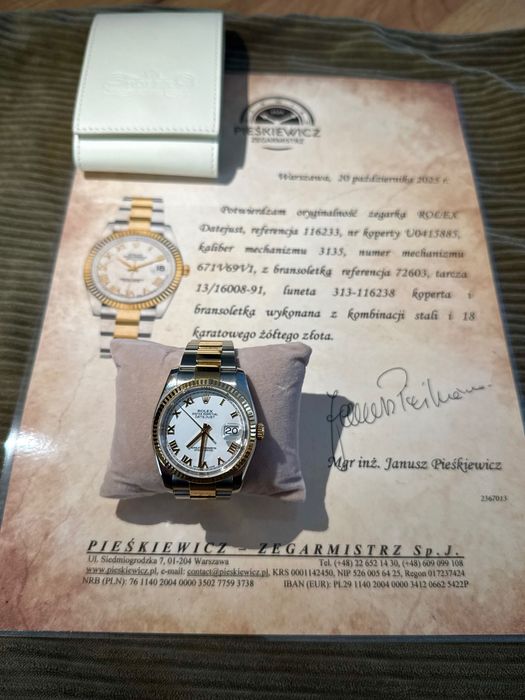 PIEŚKIEWICZ
ZEGARMISTRZ
Warszawa, 20 października 2025 r.
Potwierdzam oryginalność zegarka ROLEX
Datejust, referencja 116233, nr koperty U0415885,
kaliber mechanizmu 3135, numer mechanizmu
671V69V1, z bransoletką referencja 72603, tarcza
13/16008-91, luneta 313-116238 koperta i
bransoletka wykonana z kombinacji stali i 18
karatowego żółtego złota.
ROLEX
OYSTER PERPETUAL
DATEJUST
20
Mgr inż. Janusz Pieśkiewicz
2367013
PIEŚKIEWICZ – ZEGARMISTRZ Sp.J.
Ul. Siedmiogrodzka 7, 01-204 Warszawa Tel. (+48) 22 652 14 30, (+48) 609 099 108
www.pieskiewicz.pl, e-mail: contact@pieskiewicz.pl, KRS 0001142450, NIP 526 005 64 25, Regon 017237424
NRB (PLN): 76 1140 2004 0000 3502 7759 3738 IBAN (EUR): PL29 1140 2004 0000 3412 0662 5422P